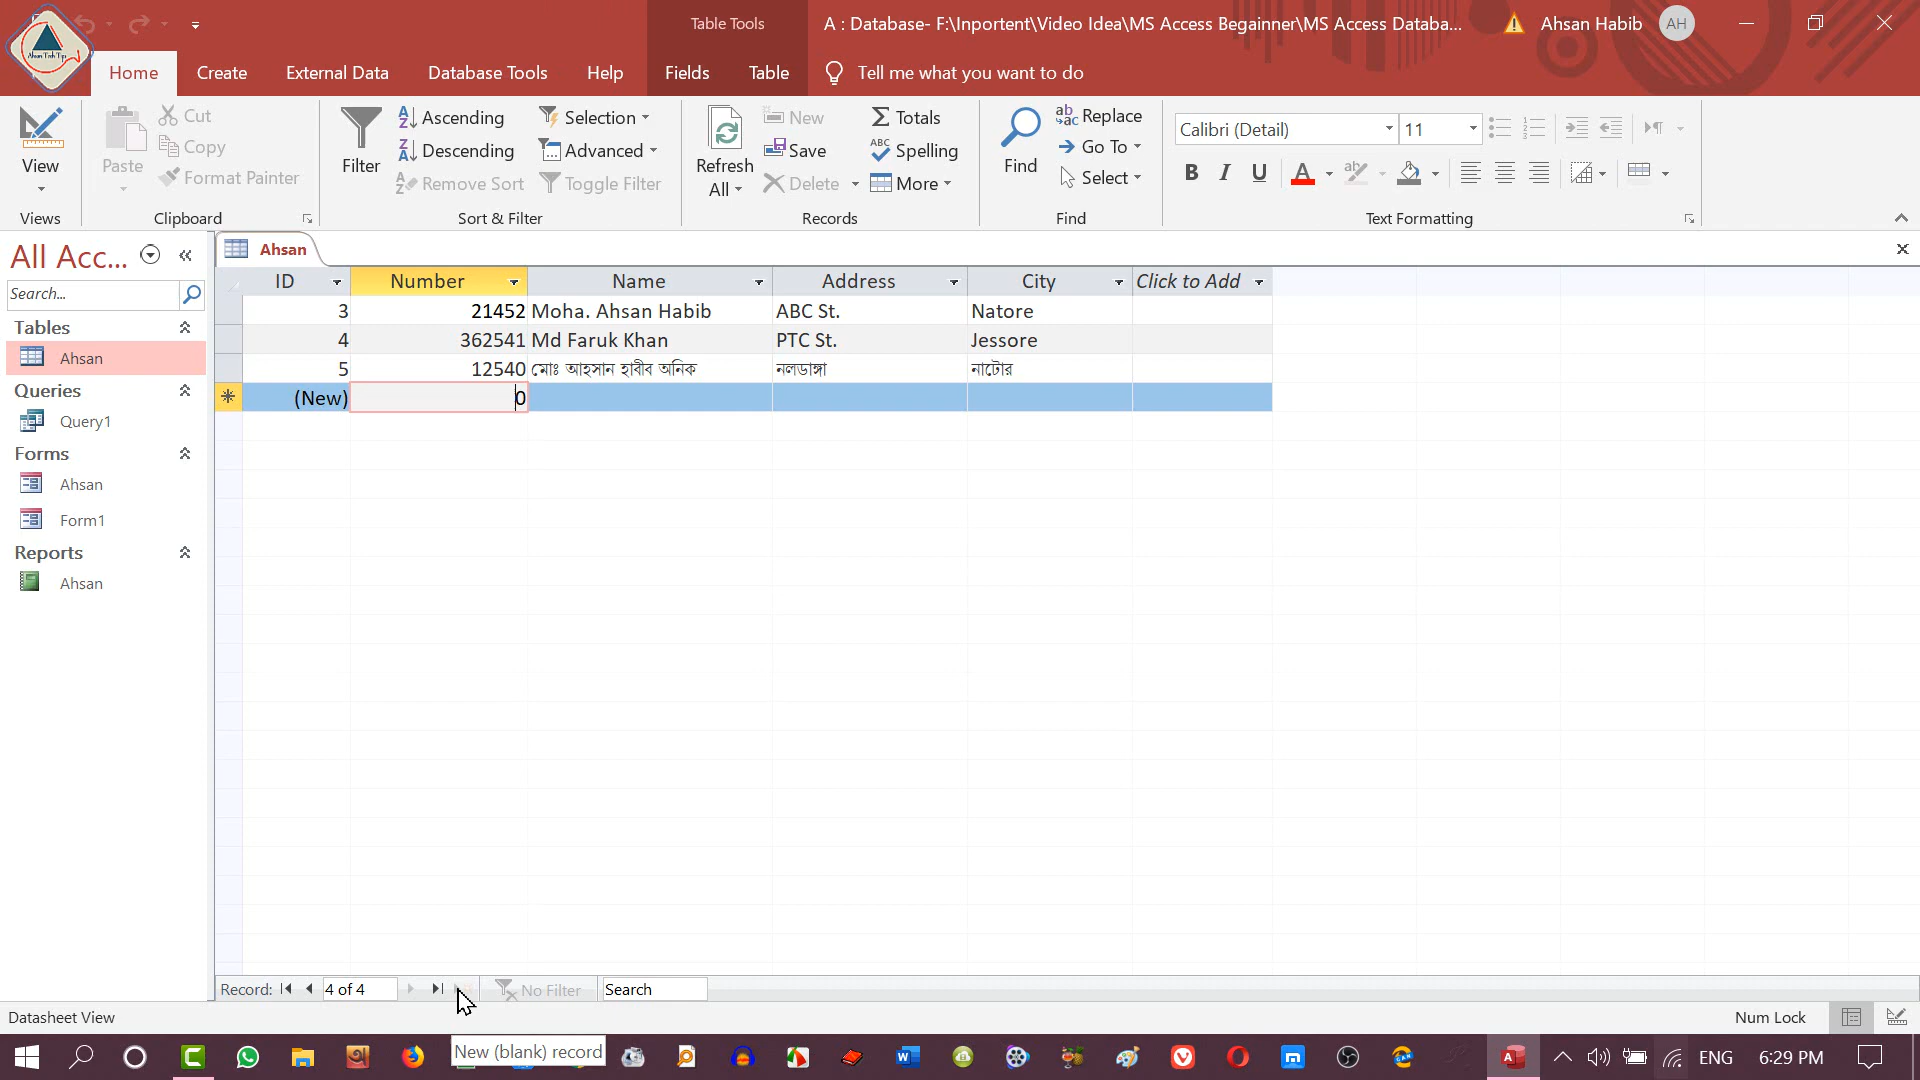 Table Tools
A : Database- F:\Inportent\Video Idea\MS Access Begainner\MS Access Databa...
Ahsan Habib
AH
Ahsan Tech Tips
Home
Create
External Data
Database Tools
Help
Fields
Table
Tell me what you want to do
View
Views
Paste
Cut
Copy
Format Painter
Clipboard
Filter
Ascending
Descending
Remove Sort
Selection
Advanced
Toggle Filter
Sort & Filter
Refresh
All
New
Save
Delete
Totals
Spelling
More
Records
Find
Replace
Go To
Select
Find
Calibri (Detail)
11
B I U A
Text Formatting
All Acc...
Search...
Tables
Ahsan
Queries
Query1
Forms
Ahsan
Form1
Reports
Ahsan
Ahsan
ID Number Name Address City Click to Add
3 21452 Moha. Ahsan Habib ABC St. Natore
4 362541 Md Faruk Khan PTC St. Jessore
5 12540 মোঃ আহসান হাবীব অনিক নলডাঙ্গা নাটোর
(New) 0
Record: 4 of 4 No Filter Search
Datasheet View
Num Lock
New (blank) record
ENG
6:29 PM